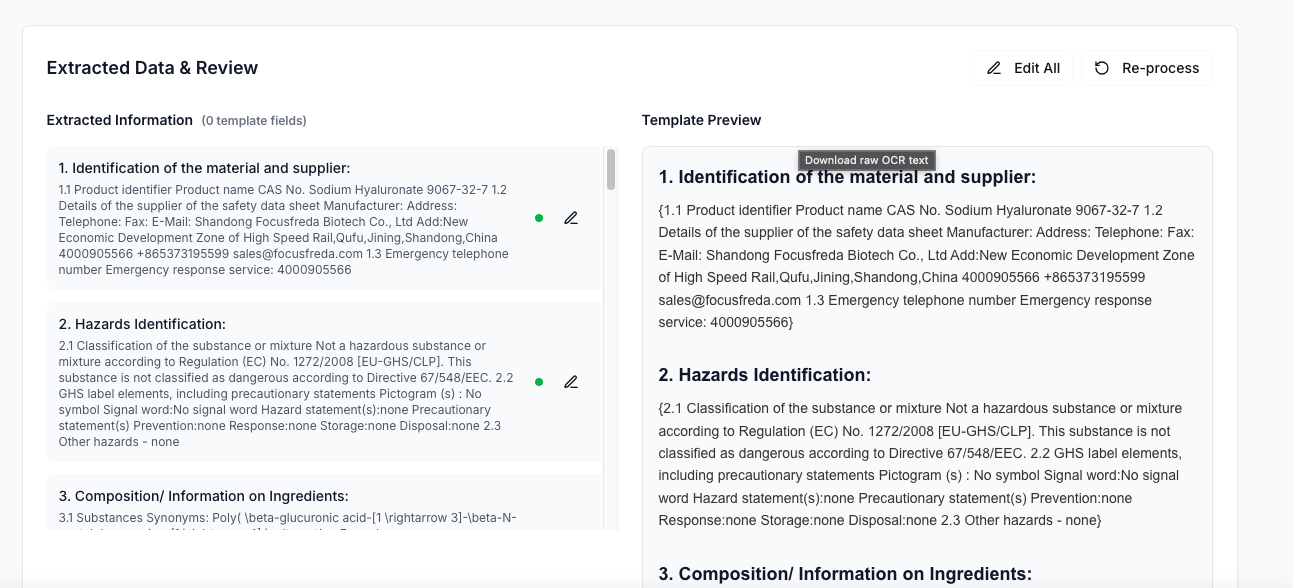 Extracted Data & Review
Edit All
Re-process
Extracted Information (0 template fields)
1. Identification of the material and supplier:
1.1 Product identifier Product name CAS No. Sodium Hyaluronate 9067-32-7 1.2
Details of the supplier of the safety data sheet Manufacturer: Address:
Telephone: Fax: E-Mail: Shandong Focusfreda Biotech Co., Ltd Add:New
Economic Development Zone of High Speed Rail,Qufu,Jining,Shandong,China
4000905566 +865373195599 sales@focusfreda.com 1.3 Emergency telephone
number Emergency response service: 4000905566
2. Hazards Identification:
2.1 Classification of the substance or mixture Not a hazardous substance or
mixture according to Regulation (EC) No. 1272/2008 [EU-GHS/CLP]. This
substance is not classified as dangerous according to Directive 67/548/EEC. 2.2
GHS label elements, including precautionary statements Pictogram (s) : No
symbol Signal word:No signal word Hazard statement(s):none Precautionary
statement(s) Prevention:none Response:none Storage:none Disposal:none 2.3
Other hazards - none
3. Composition/ Information on Ingredients:
3.1 Substances Synonyms: Poly( \beta-glucuronic acid-[1 \rightarrow 3]-\beta-N-
Template Preview
Download raw OCR text
1. Identification of the material and supplier:
{1.1 Product identifier Product name CAS No. Sodium Hyaluronate 9067-32-7 1.2
Details of the supplier of the safety data sheet Manufacturer: Address: Telephone: Fax:
E-Mail: Shandong Focusfreda Biotech Co., Ltd Add:New Economic Development Zone
of High Speed Rail,Qufu,Jining,Shandong,China 4000905566 +865373195599
sales@focusfreda.com 1.3 Emergency telephone number Emergency response
service: 4000905566}
2. Hazards Identification:
{2.1 Classification of the substance or mixture Not a hazardous substance or mixture
according to Regulation (EC) No. 1272/2008 [EU-GHS/CLP]. This substance is not
classified as dangerous according to Directive 67/548/EEC. 2.2 GHS label elements,
including precautionary statements Pictogram (s) : No symbol Signal word:No signal
word Hazard statement(s):none Precautionary statement(s) Prevention:none
Response:none Storage:none Disposal:none 2.3 Other hazards - none}
3. Composition/ Information on Ingredients: